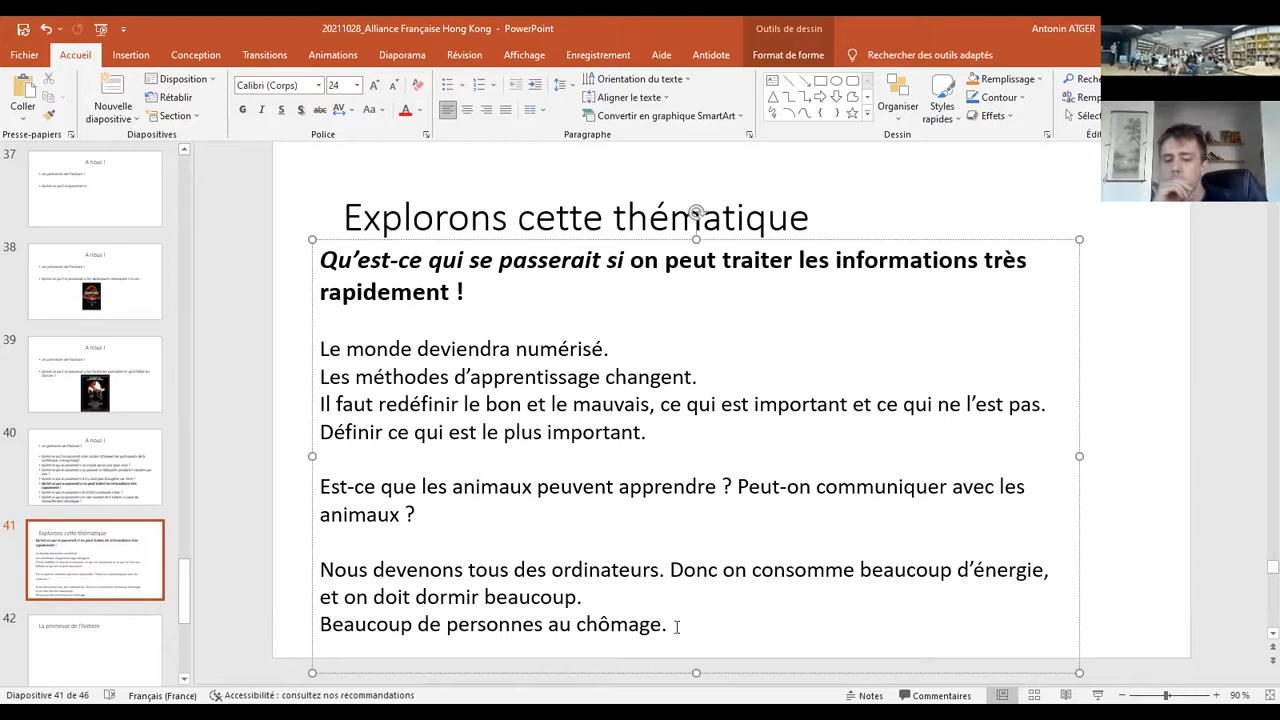 20211028_Alliance Française Hong Kong - PowerPoint
Outils de dessin
Antonin ATGER
Fichier
Accueil
Insertion
Conception
Transitions
Animations
Diaporama
Révision
Affichage
Enregistrement
Aide
Antidote
Format de forme
Rechercher des outils adaptés
Coller
Nouvelle
diapositive
Disposition
Rétablir
Section
Calibri (Corps)
24
Orientation du texte
Aligner le texte
Convertir en graphique SmartArt
Organiser
Styles
rapides
Remplissage
Contour
Effets
Presse-papiers
Diapositives
Police
Paragraphe
Dessin
37
A nous !
38
A nous !
39
A nous !
40
A nous !
41
Explorons cette thématique
42
La promesse de l'histoire
Explorons cette thématique
Qu’est-ce qui se passerait si on peut traiter les informations très
rapidement !
Le monde deviendra numérisé.
Les méthodes d’apprentissage changent.
Il faut redéfinir le bon et le mauvais, ce qui est important et ce qui ne l’est pas.
Définir ce qui est le plus important.
Est-ce que les animaux peuvent apprendre ? Peut-on communiquer avec les
animaux ?
Nous devenons tous des ordinateurs. Donc on consomme beaucoup d’énergie,
et on doit dormir beaucoup.
Beaucoup de personnes au chômage.
Diapositive 41 de 46
Français (France)
Accessibilité : consultez nos recommandations
Notes
Commentaires
90 %